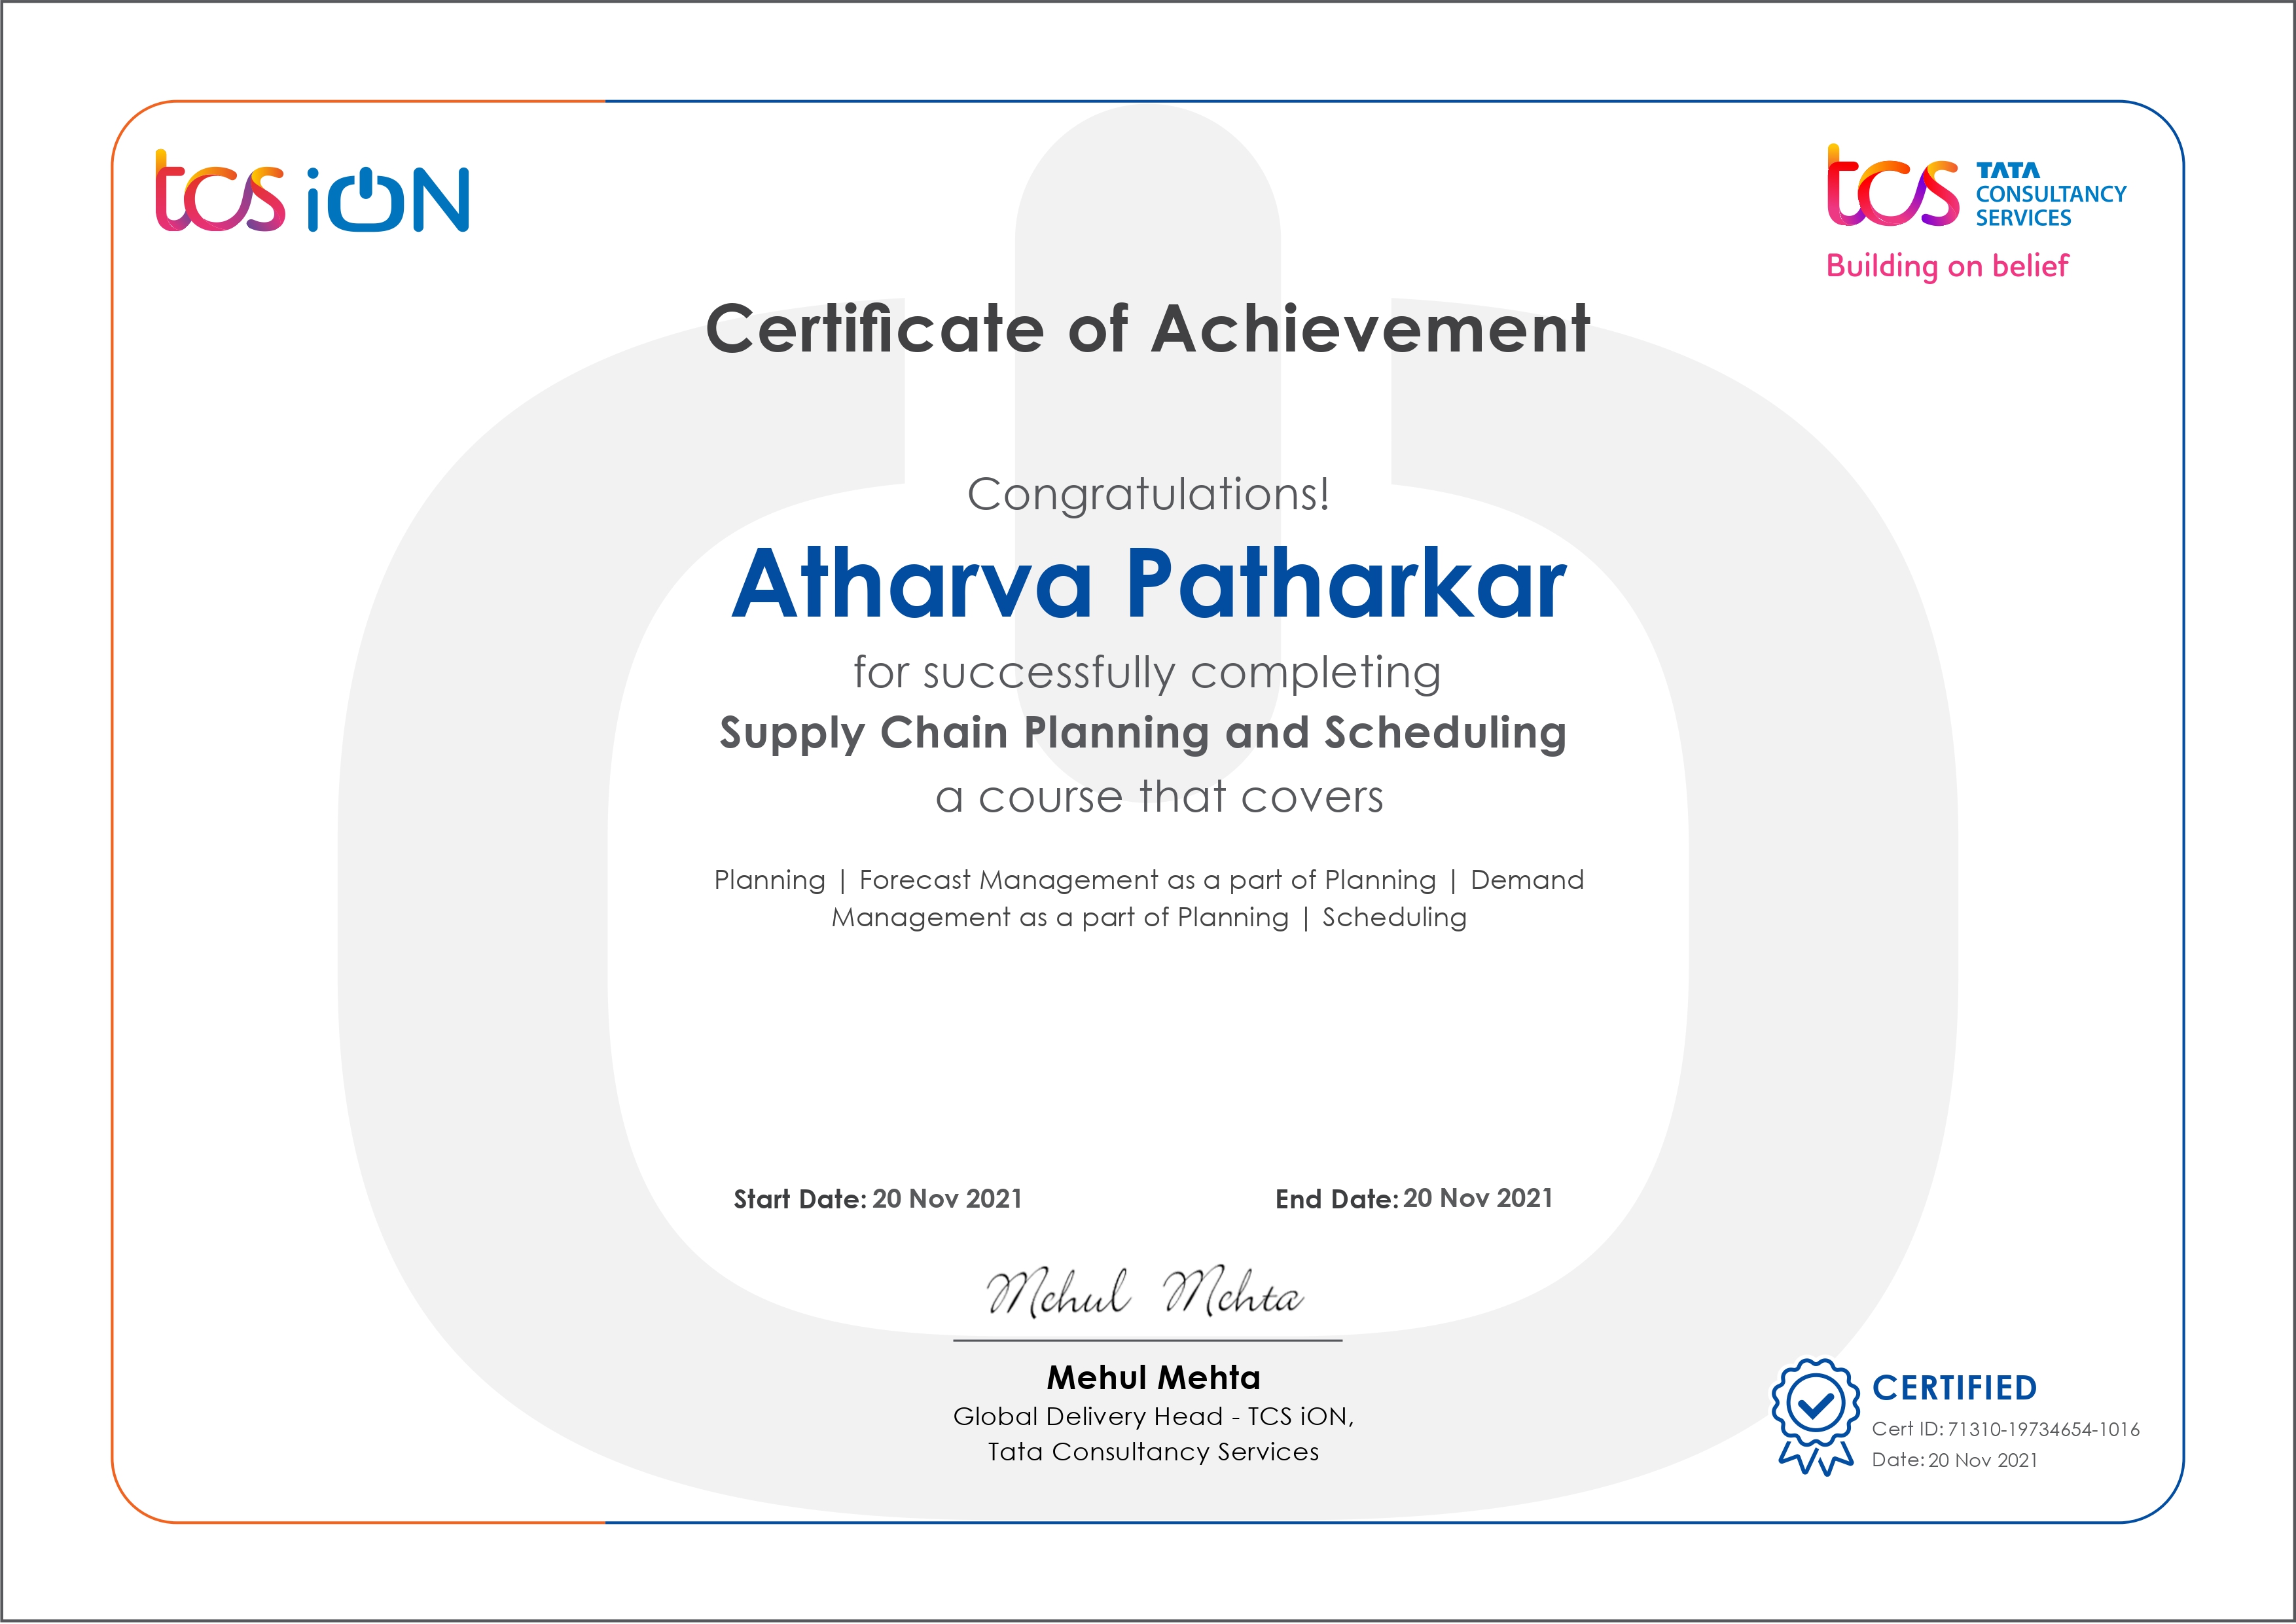 tcs iON
tcs TATA
CONSULTANCY
SERVICES
Building on belief
Certificate of Achievement
Congratulations!
Atharva Patharkar
for successfully completing
Supply Chain Planning and Scheduling
a course that covers
Planning | Forecast Management as a part of Planning | Demand
Management as a part of Planning | Scheduling
Start Date: 20 Nov 2021 End Date: 20 Nov 2021
Mehul Mehta
Mehul Mehta
Global Delivery Head - TCS iON,
Tata Consultancy Services
CERTIFIED
Cert ID: 71310-19734654-1016
Date: 20 Nov 2021